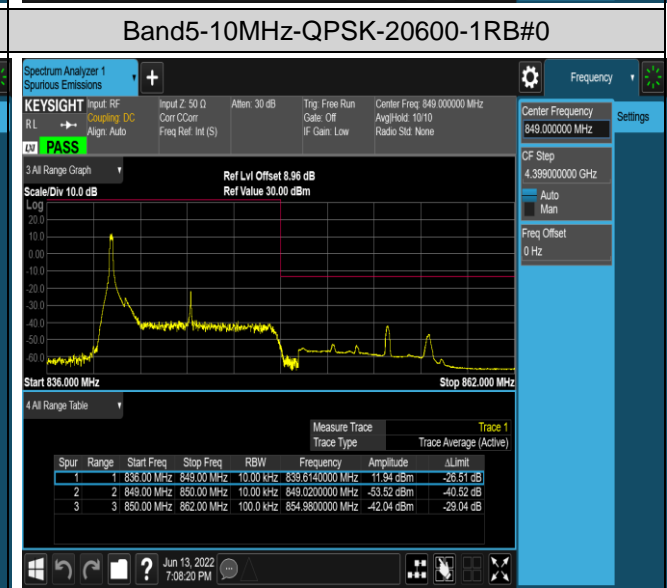 Band5-10MHz-QPSK-20600-1RB#0
Spectrum Analyzer 1
Spurious Emissions
Frequency
KEYSIGHT Input: RF Input Z: 50 Ω Atten: 30 dB Trig: Free Run Center Freq: 849.000000 MHz
RL Coupling: DC Corr CCorr Gate: Off Avg|Hold: 10/10
Align: Auto Freq Ref: Int (S) IF Gain: Low Radio Std: None
LXI PASS
Center Frequency
849.000000 MHz
Settings
CF Step
4.399000000 GHz
Auto
Man
Freq Offset
0 Hz
3 All Range Graph
Ref Lvl Offset 8.96 dB
Scale/Div 10.0 dB Ref Value 30.00 dBm
Log
20.0
10.0
0.00
-10.0
-20.0
-30.0
-40.0
-50.0
-60.0
Start 836.000 MHz Stop 862.000 MHz
4 All Range Table
Measure Trace Trace 1
Trace Type Trace Average (Active)
Spur Range Start Freq Stop Freq RBW Frequency Amplitude ΔLimit
1 1 836.00 MHz 849.00 MHz 10.00 kHz 839.6140000 MHz 11.94 dBm -26.51 dB
2 2 849.00 MHz 850.00 MHz 10.00 kHz 849.0200000 MHz -53.52 dBm -40.52 dB
3 3 850.00 MHz 862.00 MHz 100.0 kHz 854.9800000 MHz -42.04 dBm -29.04 dB
Jun 13, 2022
7:08:20 PM